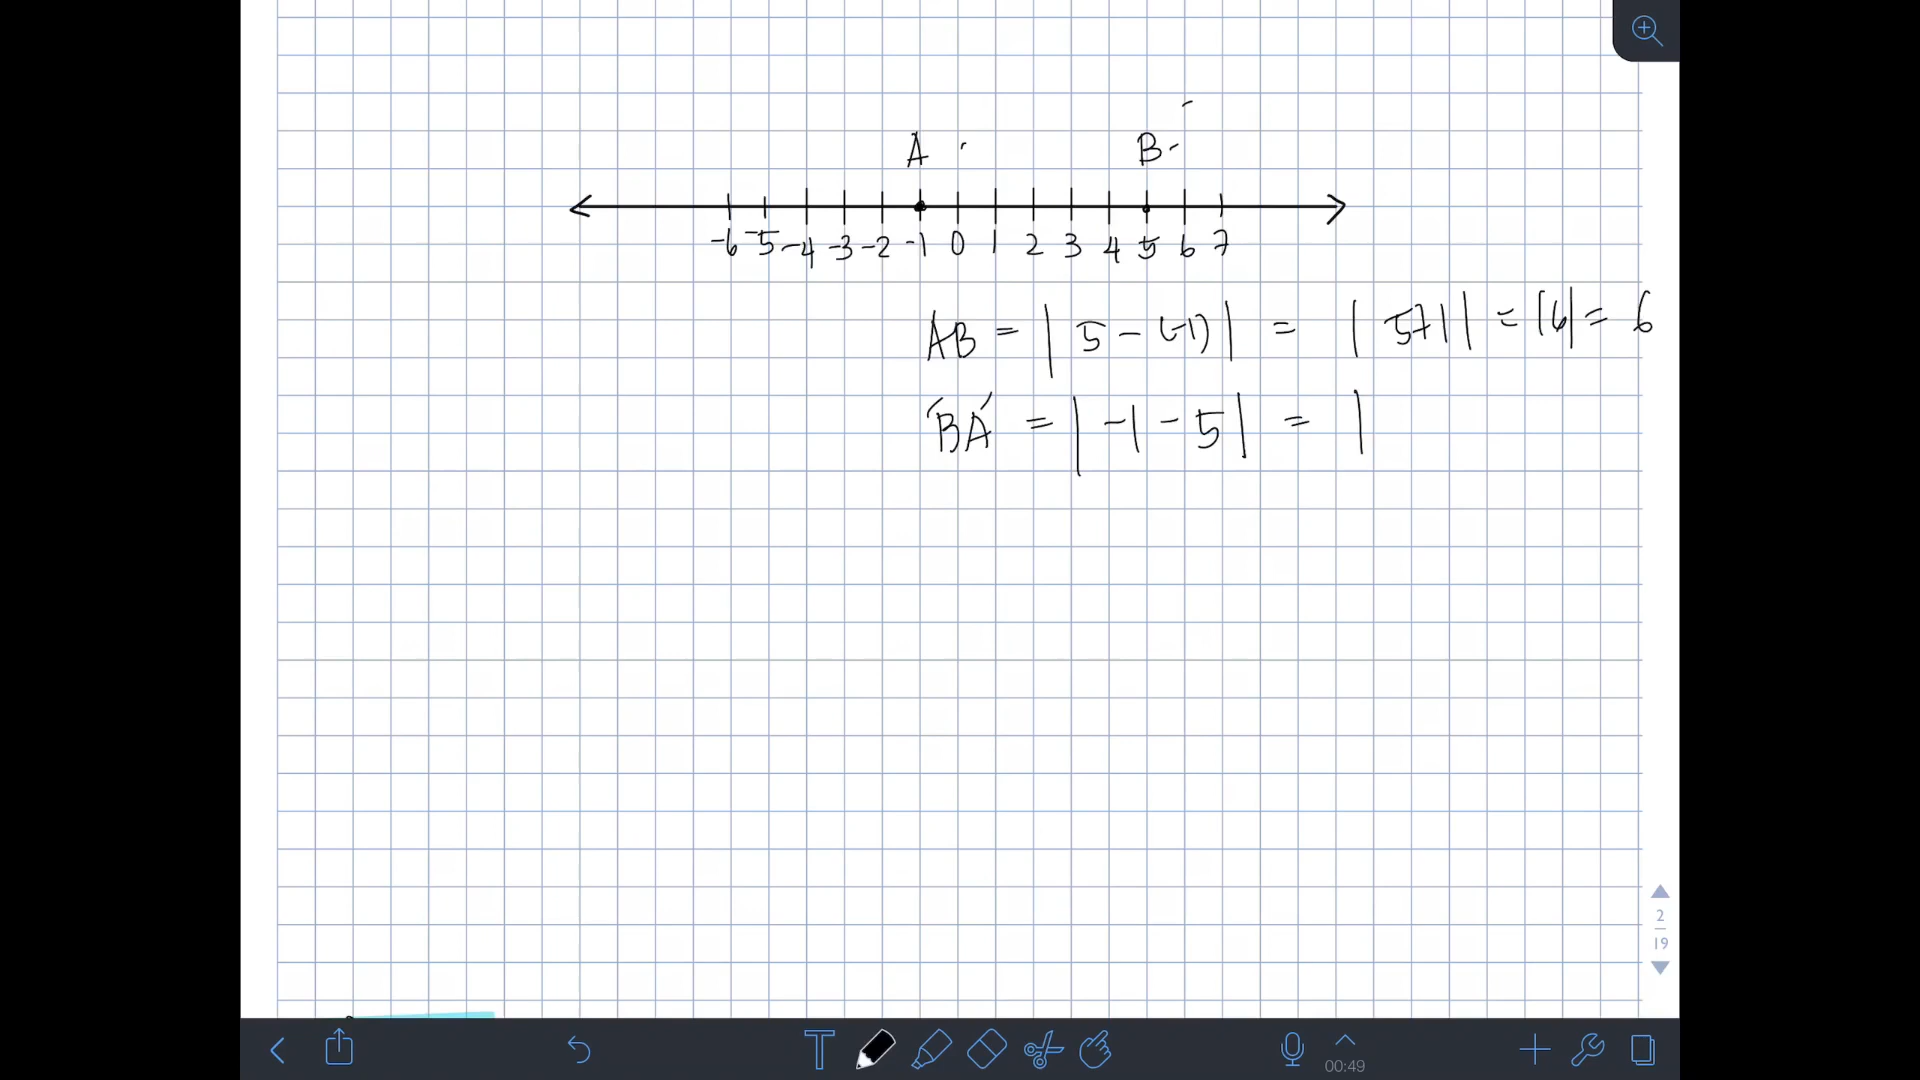 A B
-6 -5 -4 -3 -2 -1 0 1 2 3 4 5 6 7
AB = | 5 - (-1) | = | 5+1 | = |6| = 6
BA = | -1 - 5 | = |
2
19
T
00:49